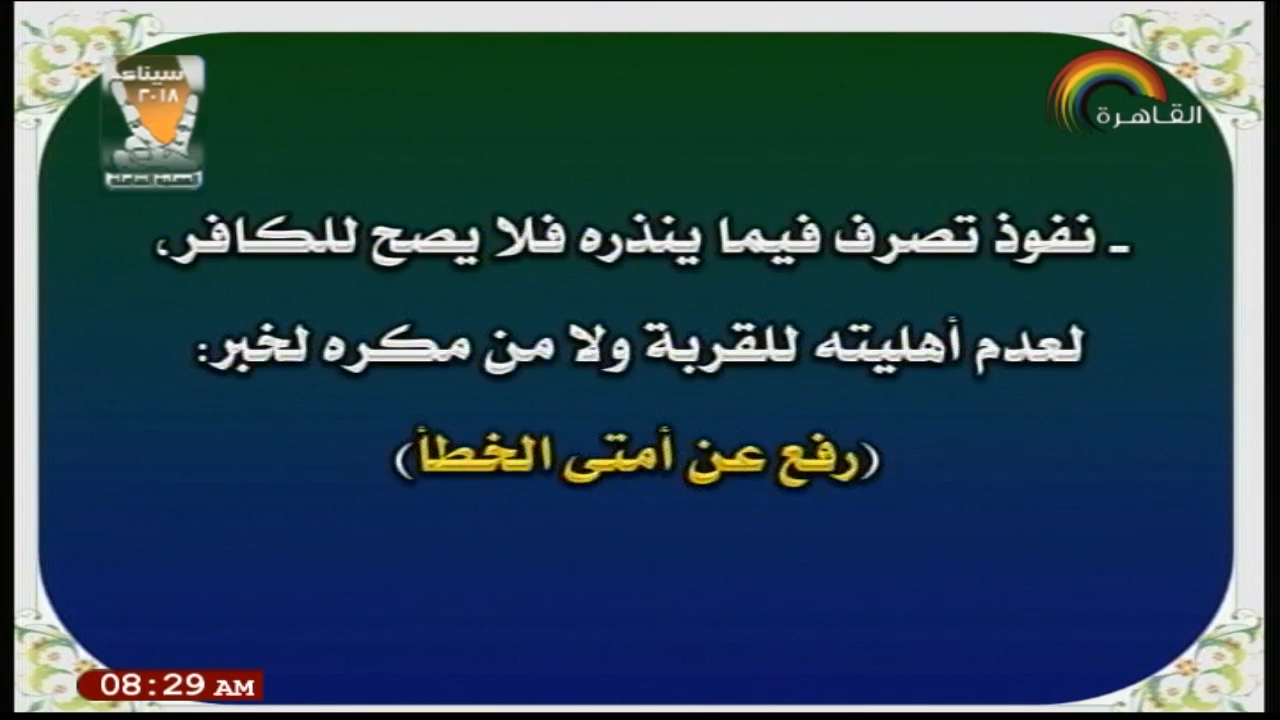 سيناء
٢٠١٨
القاهرة
ـ نفوذ تصرف فيما ينذره فلا يصح للكافر،
لعدم أهليته للقربة ولا من مكره لخبر:
(رفع عن أمتى الخطأ)
08:29 AM